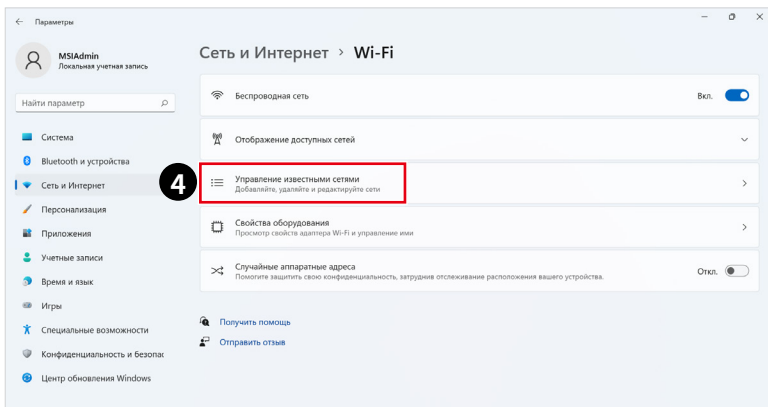 Параметры
MSIAdmin
Локальная учетная запись
Найти параметр
Система
Bluetooth и устройства
Сеть и Интернет
Персонализация
Приложения
Учетные записи
Время и язык
Игры
Специальные возможности
Конфиденциальность и безопас
Центр обновления Windows
Сеть и Интернет > Wi-Fi
Беспроводная сеть
Вкл.
Отображение доступных сетей
4
Управление известными сетями
Добавляйте, удаляйте и редактируйте сети
Свойства оборудования
Просмотр свойств адаптера Wi-Fi и управление ими
Случайные аппаратные адреса
Помогите защитить свою конфиденциальность, затруднив отслеживание расположения вашего устройства.
Откл.
Получить помощь
Отправить отзыв